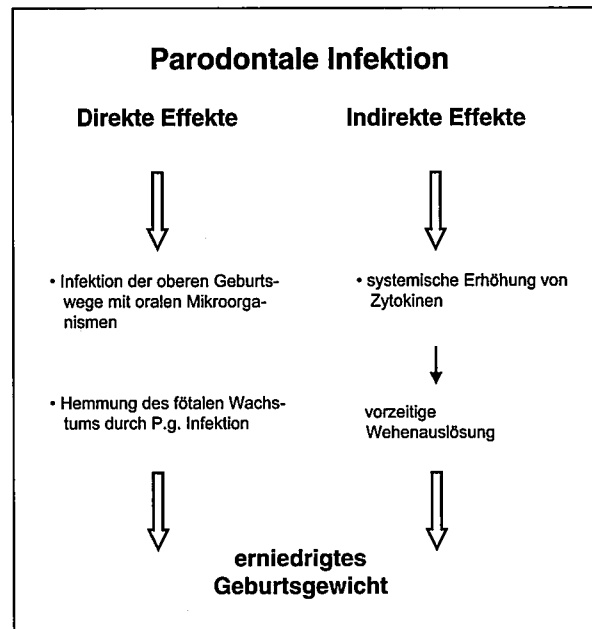 Parodontale Infektion
Direkte Effekte
• Infektion der oberen Geburts-
wege mit oralen Mikroorga-
nismen
• Hemmung des fötalen Wachs-
tums durch P.g. Infektion
Indirekte Effekte
• systemische Erhöhung von
Zytokinen
vorzeitige
Wehenauslösung
erniedrigtes
Geburtsgewicht